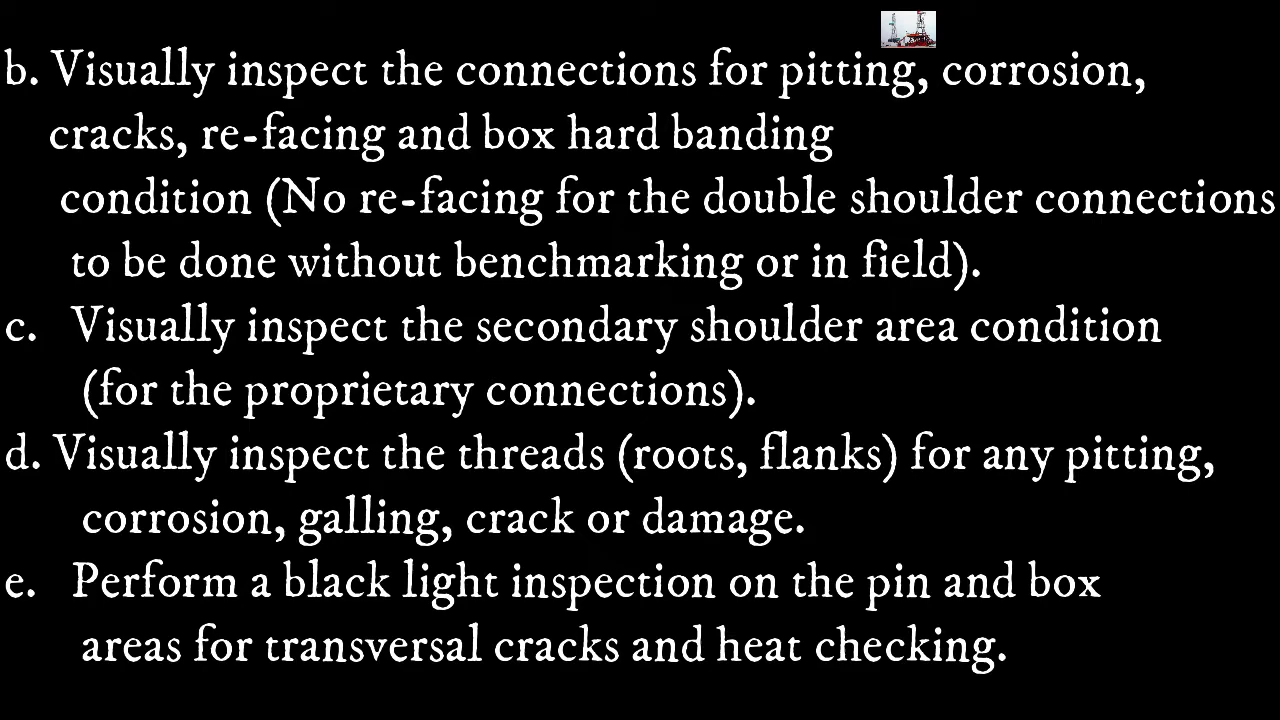 b. Visually inspect the connections for pitting, corrosion,
cracks, re-facing and box hard banding
condition (No re-facing for the double shoulder connections
to be done without benchmarking or in field).
c. Visually inspect the secondary shoulder area condition
(for the proprietary connections).
d. Visually inspect the threads (roots, flanks) for any pitting,
corrosion, galling, crack or damage.
e. Perform a black light inspection on the pin and box
areas for transversal cracks and heat checking.